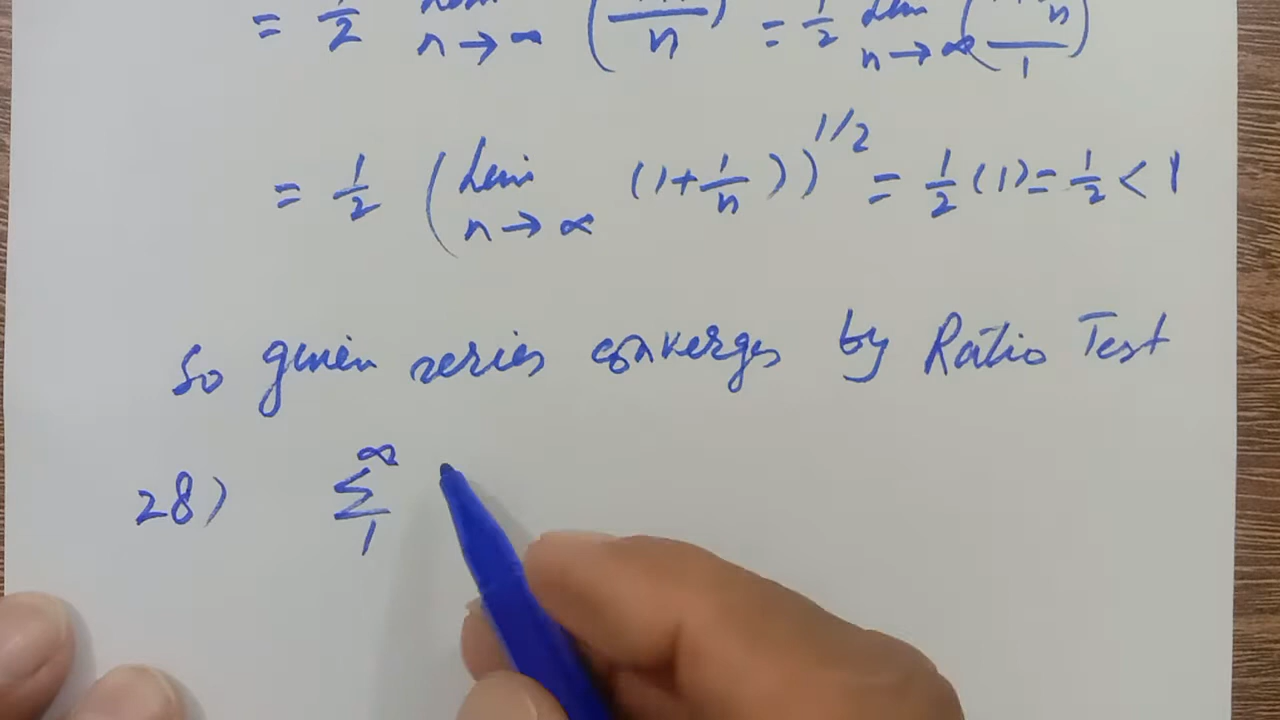 = 1/2 lim n→∞ ( / n ) = 1/2 lim n→∞ ( n / 1 )
= 1/2 ( lim n→∞ (1+1/n))^1/2 = 1/2 (1) = 1/2 < 1
So given series converges by Ratio Test
28) ∑ ∞ 1